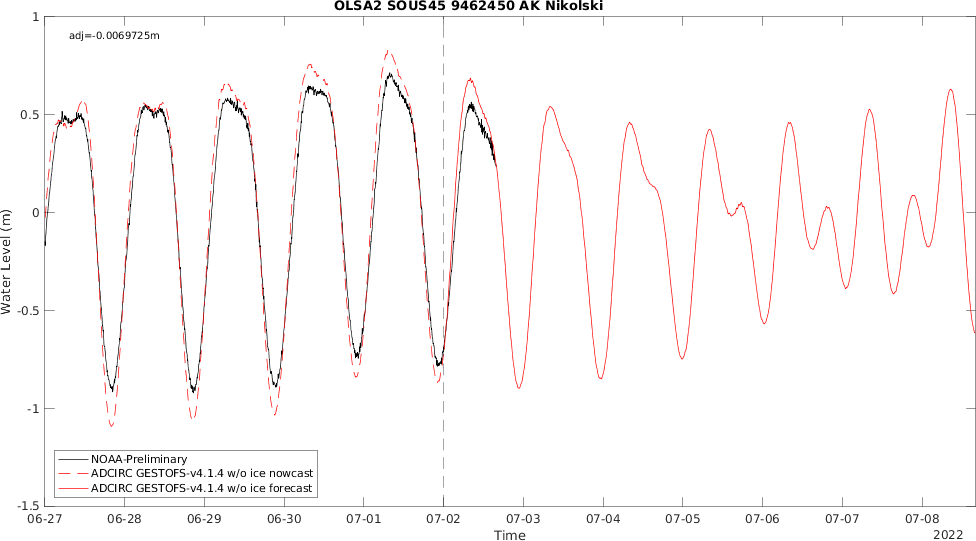 OLSA2 SOUS45 9462450 AK Nikolski
adj=-0.0069725m
1
0.5
0
-0.5
-1
-1.5
Water Level (m)
NOAA-Preliminary
ADCIRC GESTOFS-v4.1.4 w/o ice nowcast
ADCIRC GESTOFS-v4.1.4 w/o ice forecast
06-27 06-28 06-29 06-30 07-01 07-02 07-03 07-04 07-05 07-06 07-07 07-08
Time
2022